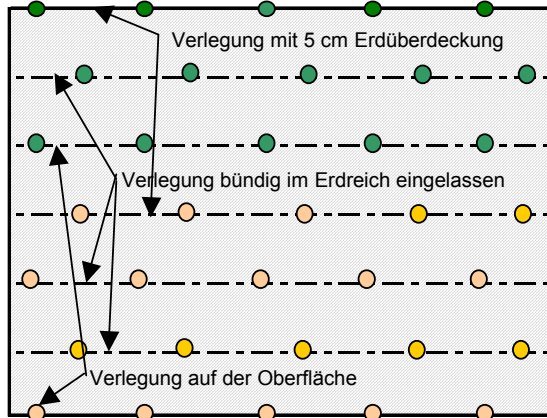 Verlegung mit 5 cm Erdüberdeckung
Verlegung bündig im Erdreich eingelassen
Verlegung auf der Oberfläche